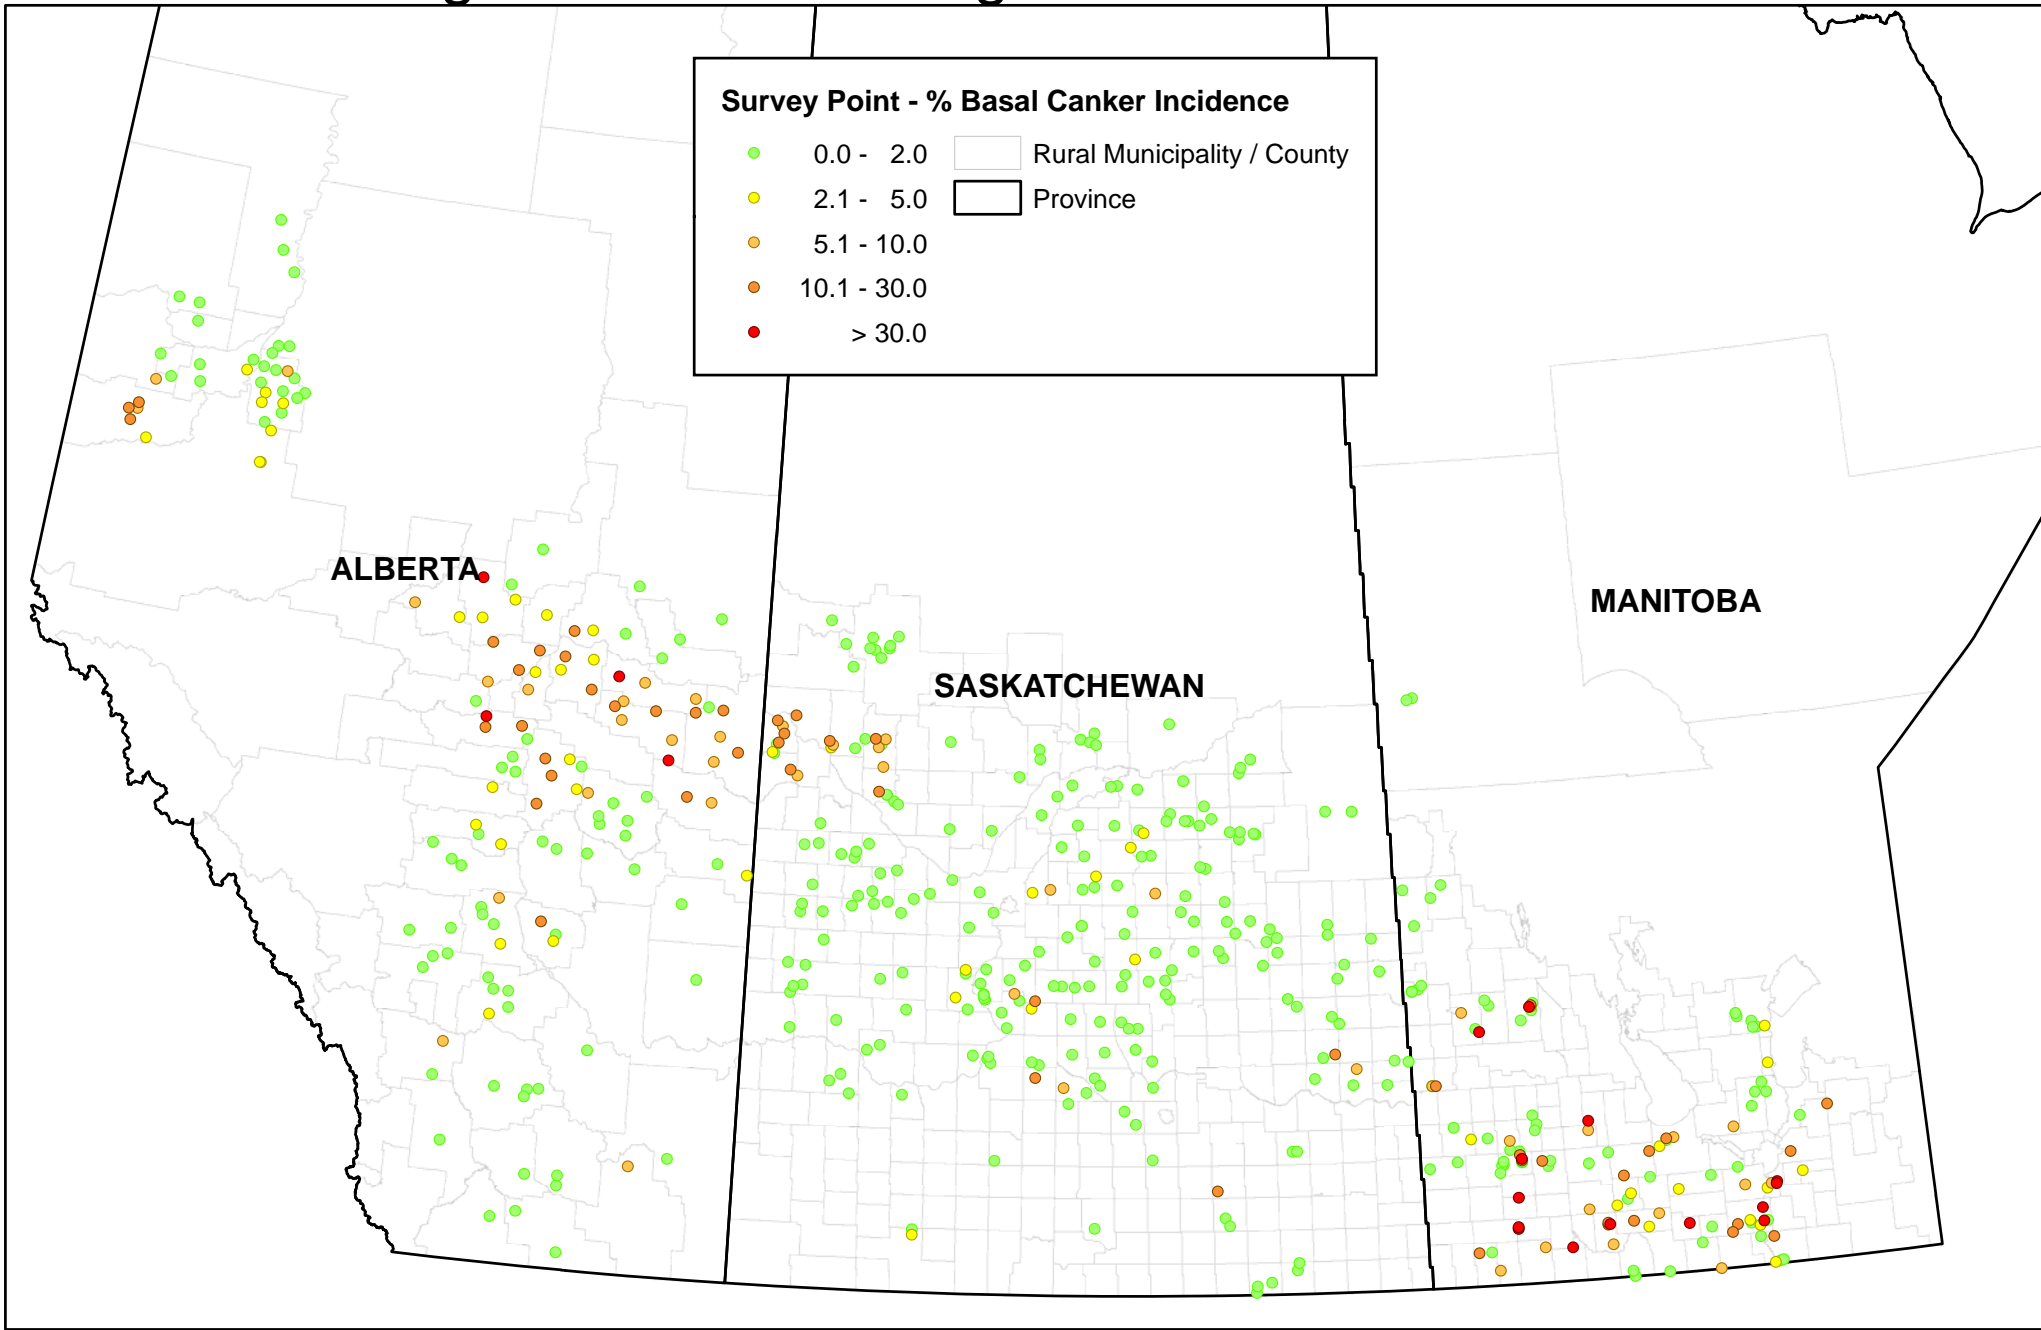 Survey Point - % Basal Canker Incidence
0.0 - 2.0
Rural Municipality / County
2.1 - 5.0
Province
5.1 - 10.0
10.1 - 30.0
> 30.0
ALBERTA
MANITOBA
SASKATCHEWAN